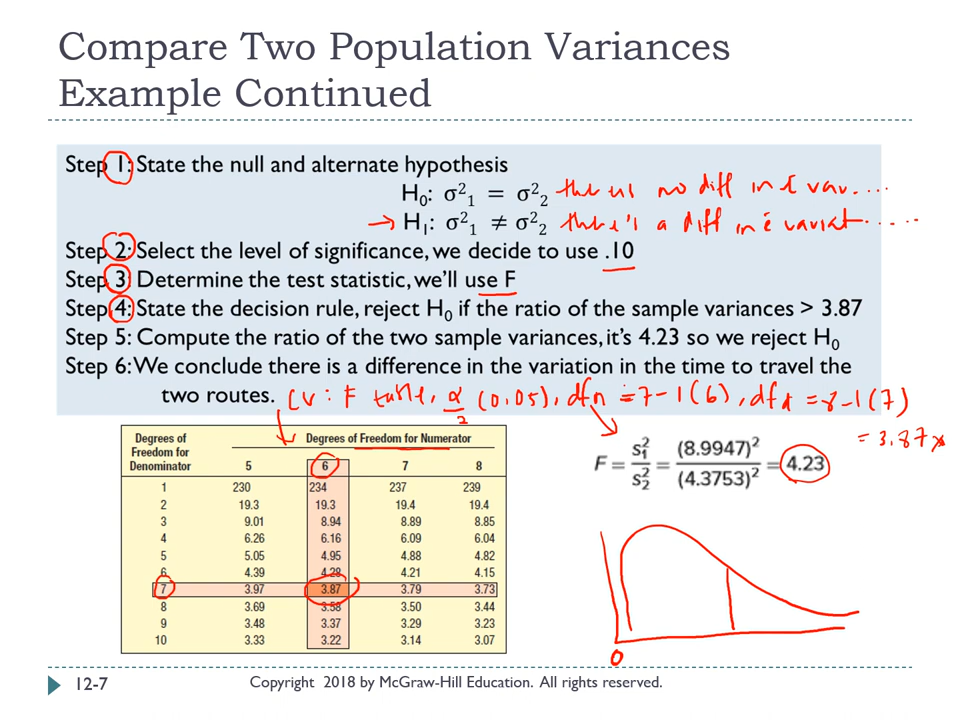 Compare Two Population Variances
Example Continued
Step 1: State the null and alternate hypothesis
H₀: σ²₁ = σ²₂ there is no diff in var....
→ H₁: σ²₁ ≠ σ²₂ there's a diff in variat......
Step 2: Select the level of significance, we decide to use .10
Step 3: Determine the test statistic, we'll use F
Step 4: State the decision rule, reject H₀ if the ratio of the sample variances > 3.87
Step 5: Compute the ratio of the two sample variances, it's 4.23 so we reject H₀
Step 6: We conclude there is a difference in the variation in the time to travel the
two routes.
CV: F table, α/2 (0.05), dfn = 7-1 (6), dfd = 8-1 (7)
= 3.87
Degrees of Freedom for Denominator
Degrees of Freedom for Numerator
5 6 7 8
1 230 234 237 239
2 19.3 19.3 19.4 19.4
3 9.01 8.94 8.89 8.85
4 6.26 6.16 6.09 6.04
5 5.05 4.95 4.88 4.82
6 4.39 4.28 4.21 4.15
7 3.97 3.87 3.79 3.73
8 3.69 3.58 3.50 3.44
9 3.48 3.37 3.29 3.23
10 3.33 3.22 3.14 3.07
F = s₁²/s₂² = (8.9947)²/(4.3753)² = 4.23
0
12-7
Copyright 2018 by McGraw-Hill Education. All rights reserved.